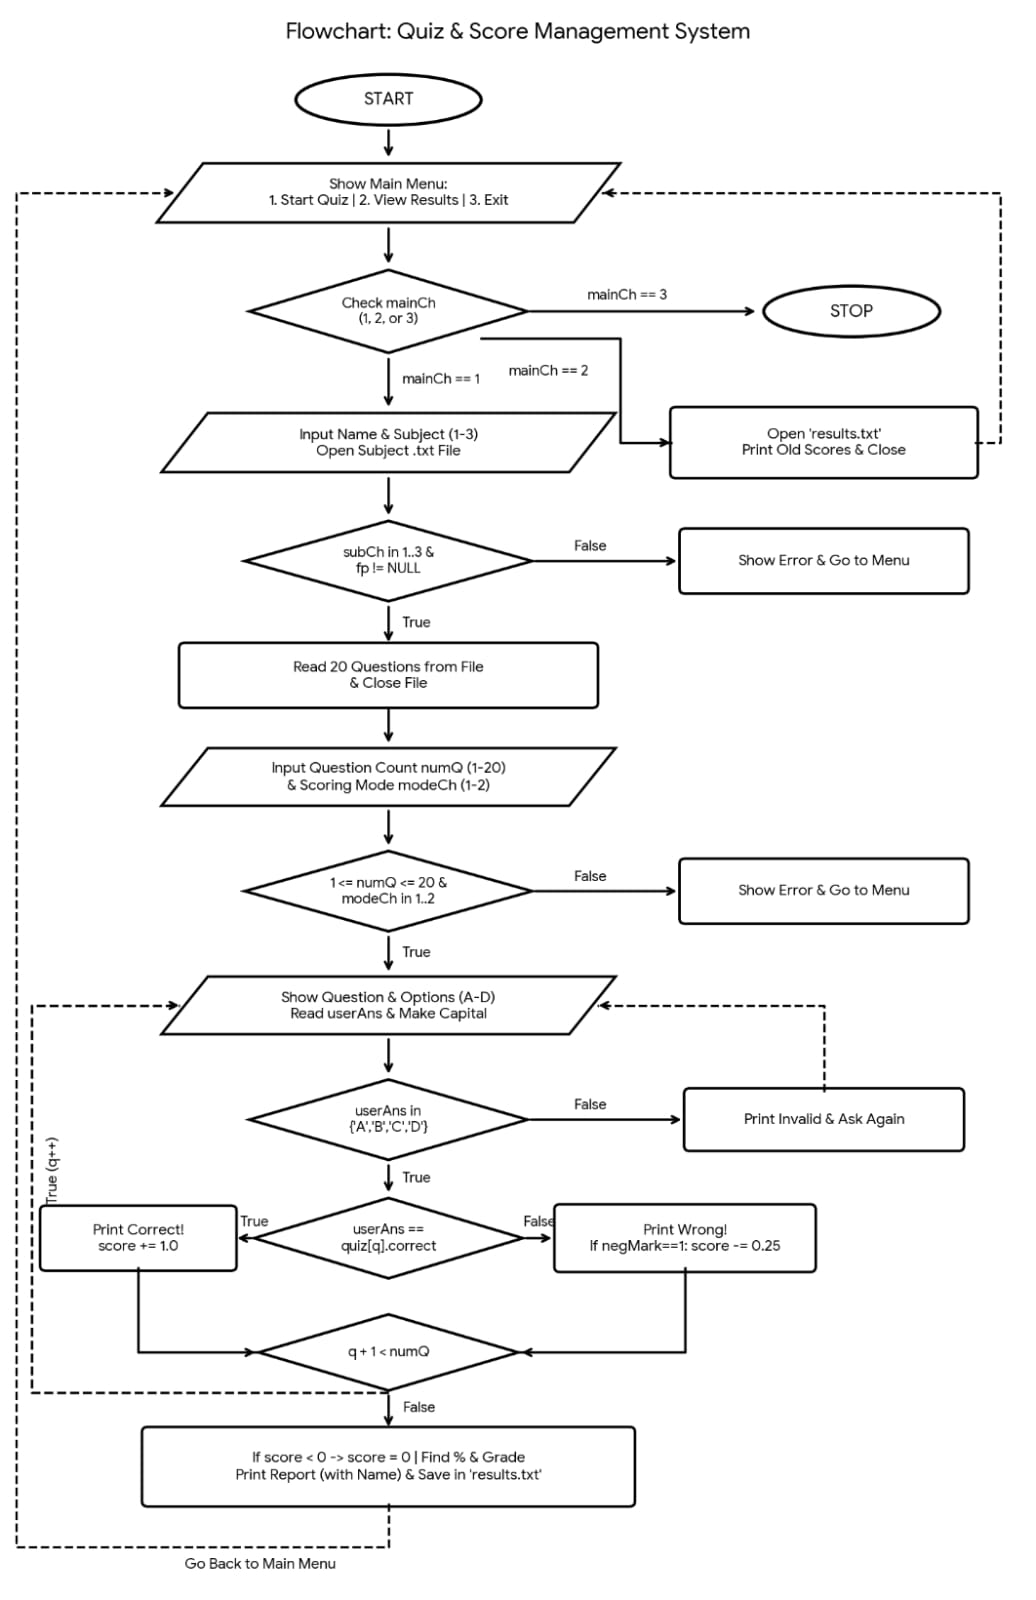 Flowchart: Quiz & Score Management System
START
Show Main Menu:
1. Start Quiz | 2. View Results | 3. Exit
Check mainCh
(1, 2, or 3)
mainCh == 3
STOP
mainCh == 1
mainCh == 2
Input Name & Subject (1-3)
Open Subject .txt File
Open 'results.txt'
Print Old Scores & Close
subCh in 1..3 &
fp != NULL
False
Show Error & Go to Menu
True
Read 20 Questions from File
& Close File
Input Question Count numQ (1-20)
& Scoring Mode modeCh (1-2)
1 <= numQ <= 20 &
modeCh in 1..2
False
Show Error & Go to Menu
True
Show Question & Options (A-D)
Read userAns & Make Capital
userAns in
{'A','B','C','D'}
False
Print Invalid & Ask Again
True
True (q++)
Print Correct!
score += 1.0
True
userAns ==
quiz[q].correct
False
Print Wrong!
If negMark==1: score -= 0.25
q + 1 < numQ
False
If score < 0 -> score = 0 | Find % & Grade
Print Report (with Name) & Save in 'results.txt'
Go Back to Main Menu